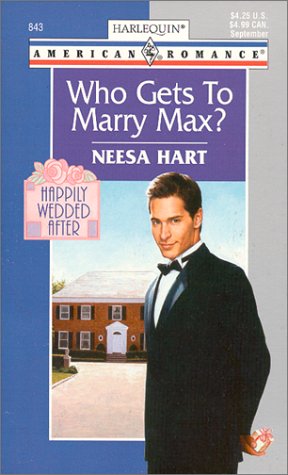 843
HARLEQUIN®
$4.25 U.S.
$4.99 CAN.
September
AMERICAN ROMANCE®
Who Gets To
Marry Max?
NEESA HART
HAPPILY
WEDDED
AFTER